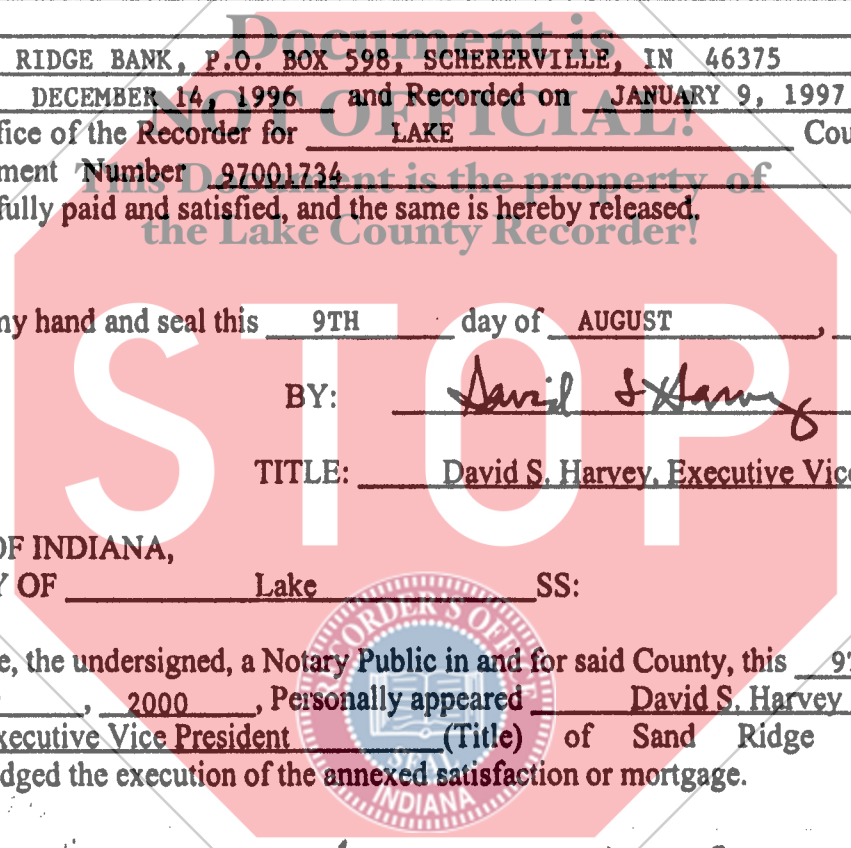 Document is
RIDGE BANK, P.O. BOX 598, SCHERERVILLE, IN 46375
NOT OFFICIAL!
DECEMBER 14, 1996 and Recorded on JANUARY 9, 1997
fice of the Recorder for LAKE Cou
This Document is the property of
ment Number 97001734
fully paid and satisfied, and the same is hereby released.
the Lake County Recorder!
ny hand and seal this 9TH day of AUGUST ,
STOP
BY: David S Harvey
TITLE: David S. Harvey, Executive Vice
OF INDIANA,
Y OF Lake SS:
RECORDER'S OFFICE
e, the undersigned, a Notary Public in and for said County, this 9T
, 2000 , Personally appeared David S. Harvey
xecutive Vice President (Title) of Sand Ridge
dged the execution of the annexed satisfaction or mortgage.
SEAL
INDIANA